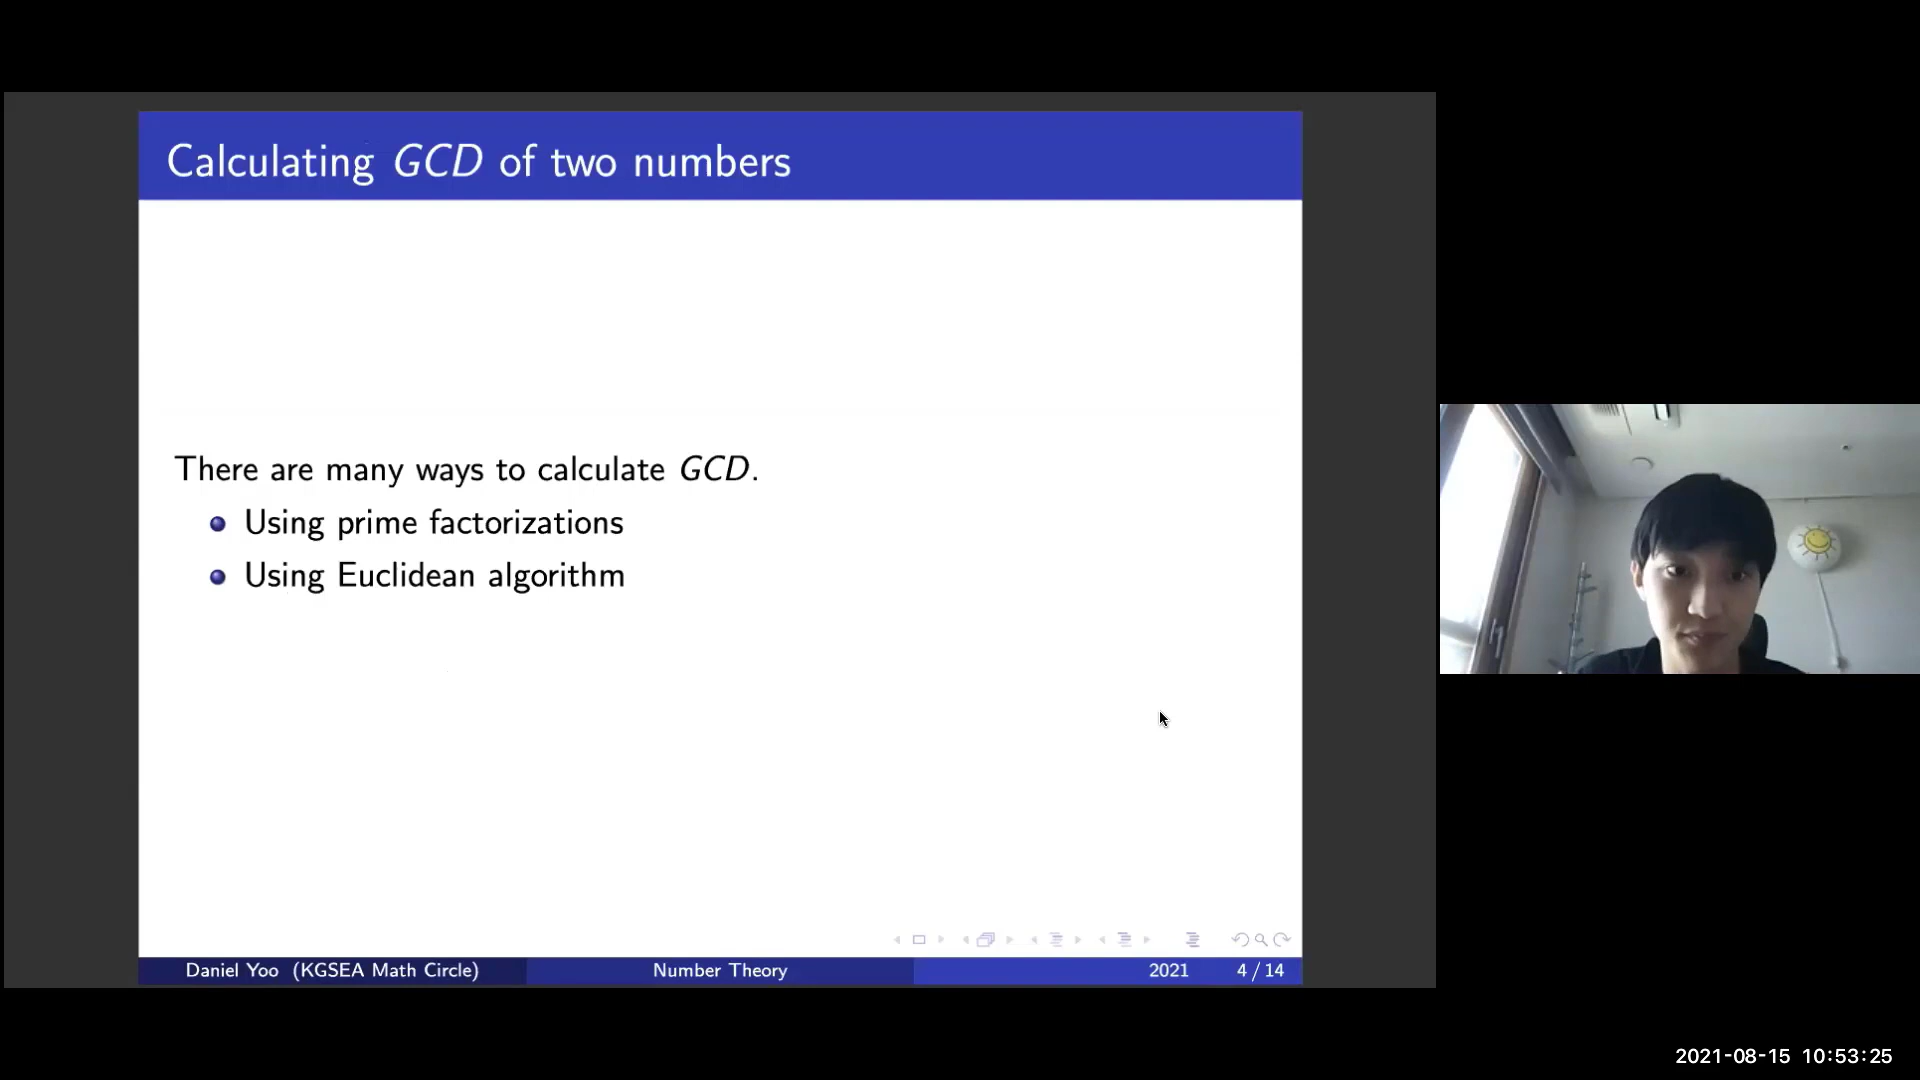 Calculating GCD of two numbers
There are many ways to calculate GCD.
Using prime factorizations
Using Euclidean algorithm
Daniel Yoo (KGSEA Math Circle) Number Theory 2021 4 / 14
2021-08-15 10:53:25